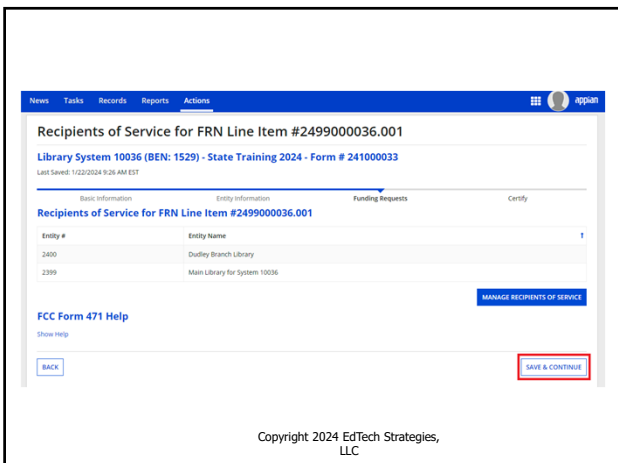 News Tasks Records Reports Actions appian
Recipients of Service for FRN Line Item #2499000036.001
Library System 10036 (BEN: 1529) - State Training 2024 - Form # 241000033
Last Saved: 1/22/2024 9:26 AM EST
Basic Information Entity Information Funding Requests Certify
Recipients of Service for FRN Line Item #2499000036.001
Entity # Entity Name ↑
2400 Dudley Branch Library
2399 Main Library for System 10036
MANAGE RECIPIENTS OF SERVICE
FCC Form 471 Help
Show Help
BACK SAVE & CONTINUE
Copyright 2024 EdTech Strategies,
LLC